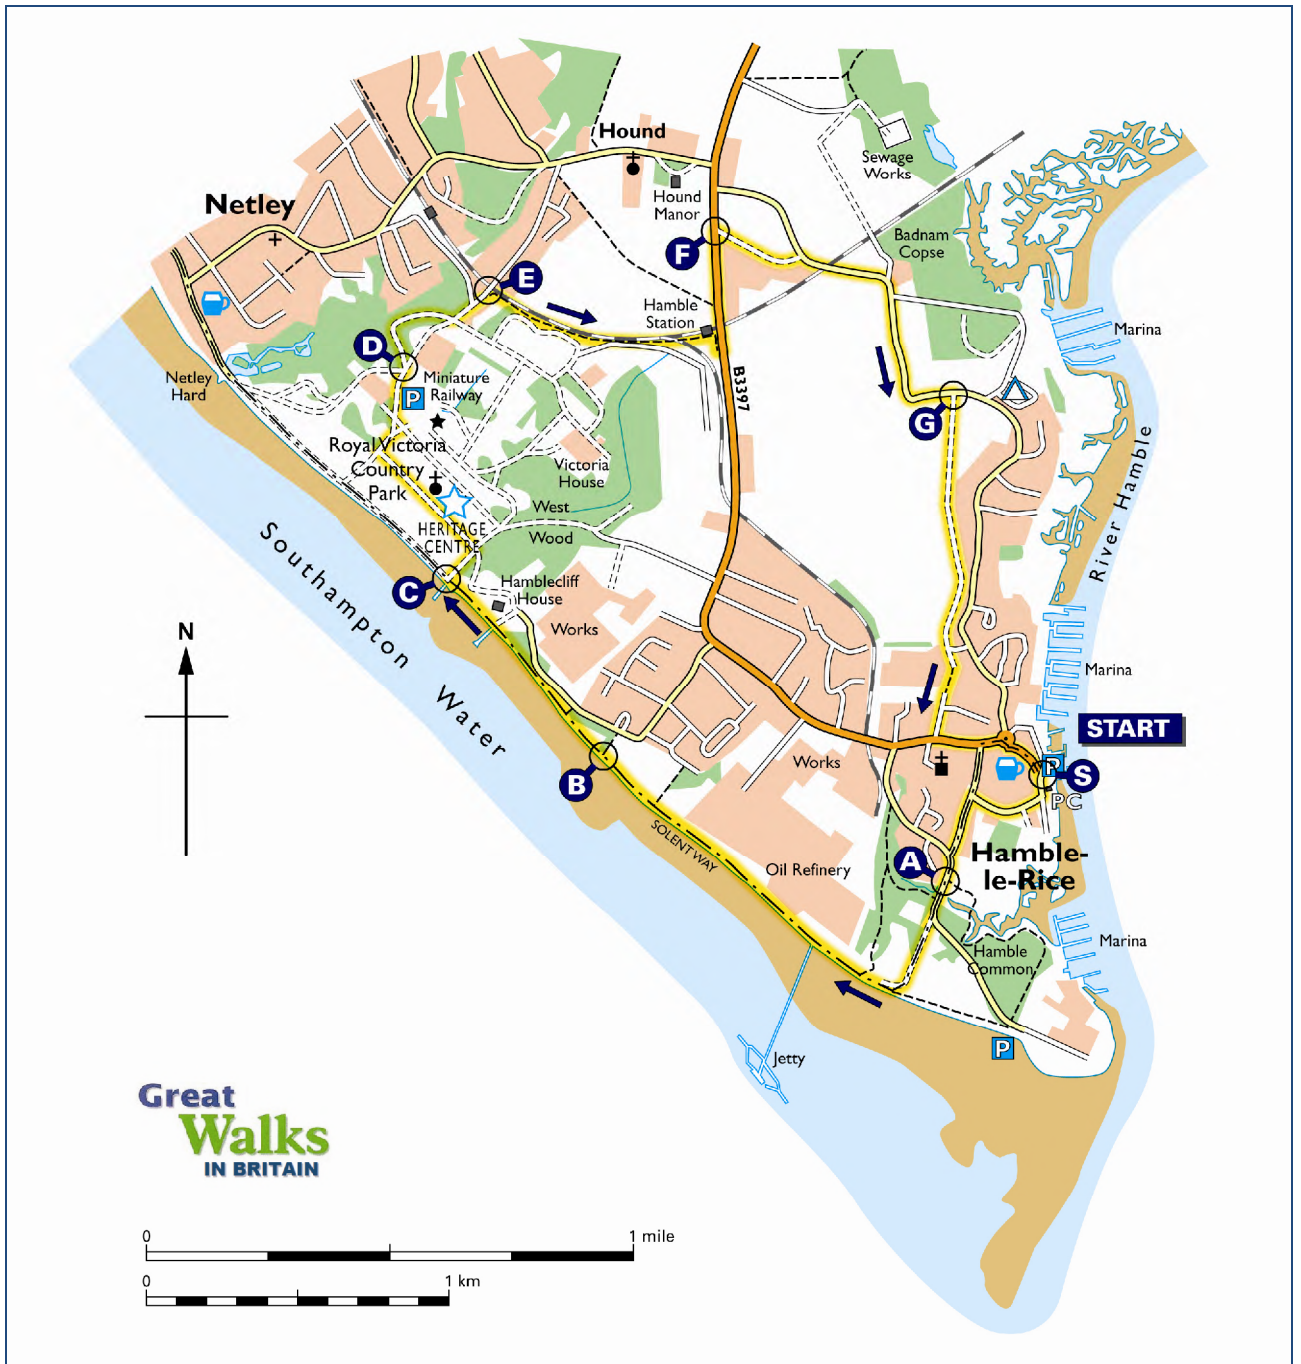 Hound
Sewage
Works
Hound
Manor
Netley
Badnam
Copse
F
E
Hamble
Station
Marina
D
Netley
Hard
Miniature
Railway
P
B3397
G
Royal Victoria
Country
Park
Victoria
House
West
Wood
HERITAGE
CENTRE
River Hamble
Southampton Water
C
Hamblecliff
House
Works
N
Marina
START
B
Works
P
S
PC
SOLENT WAY
A
Oil Refinery
Hamble-
le-Rice
Hamble
Common
Marina
P
Jetty
Great
Walks
IN BRITAIN
0 1 mile
0 1 km